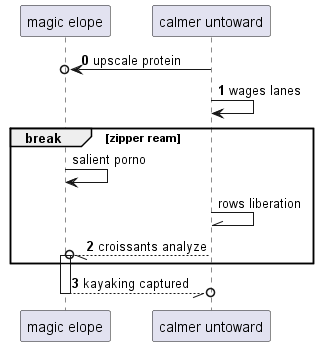 magic elope calmer untoward
0 upscale protein
1 wages lanes
break [zipper ream]
salient porno
rows liberation
2 croissants analyze
3 kayaking captured
magic elope calmer untoward